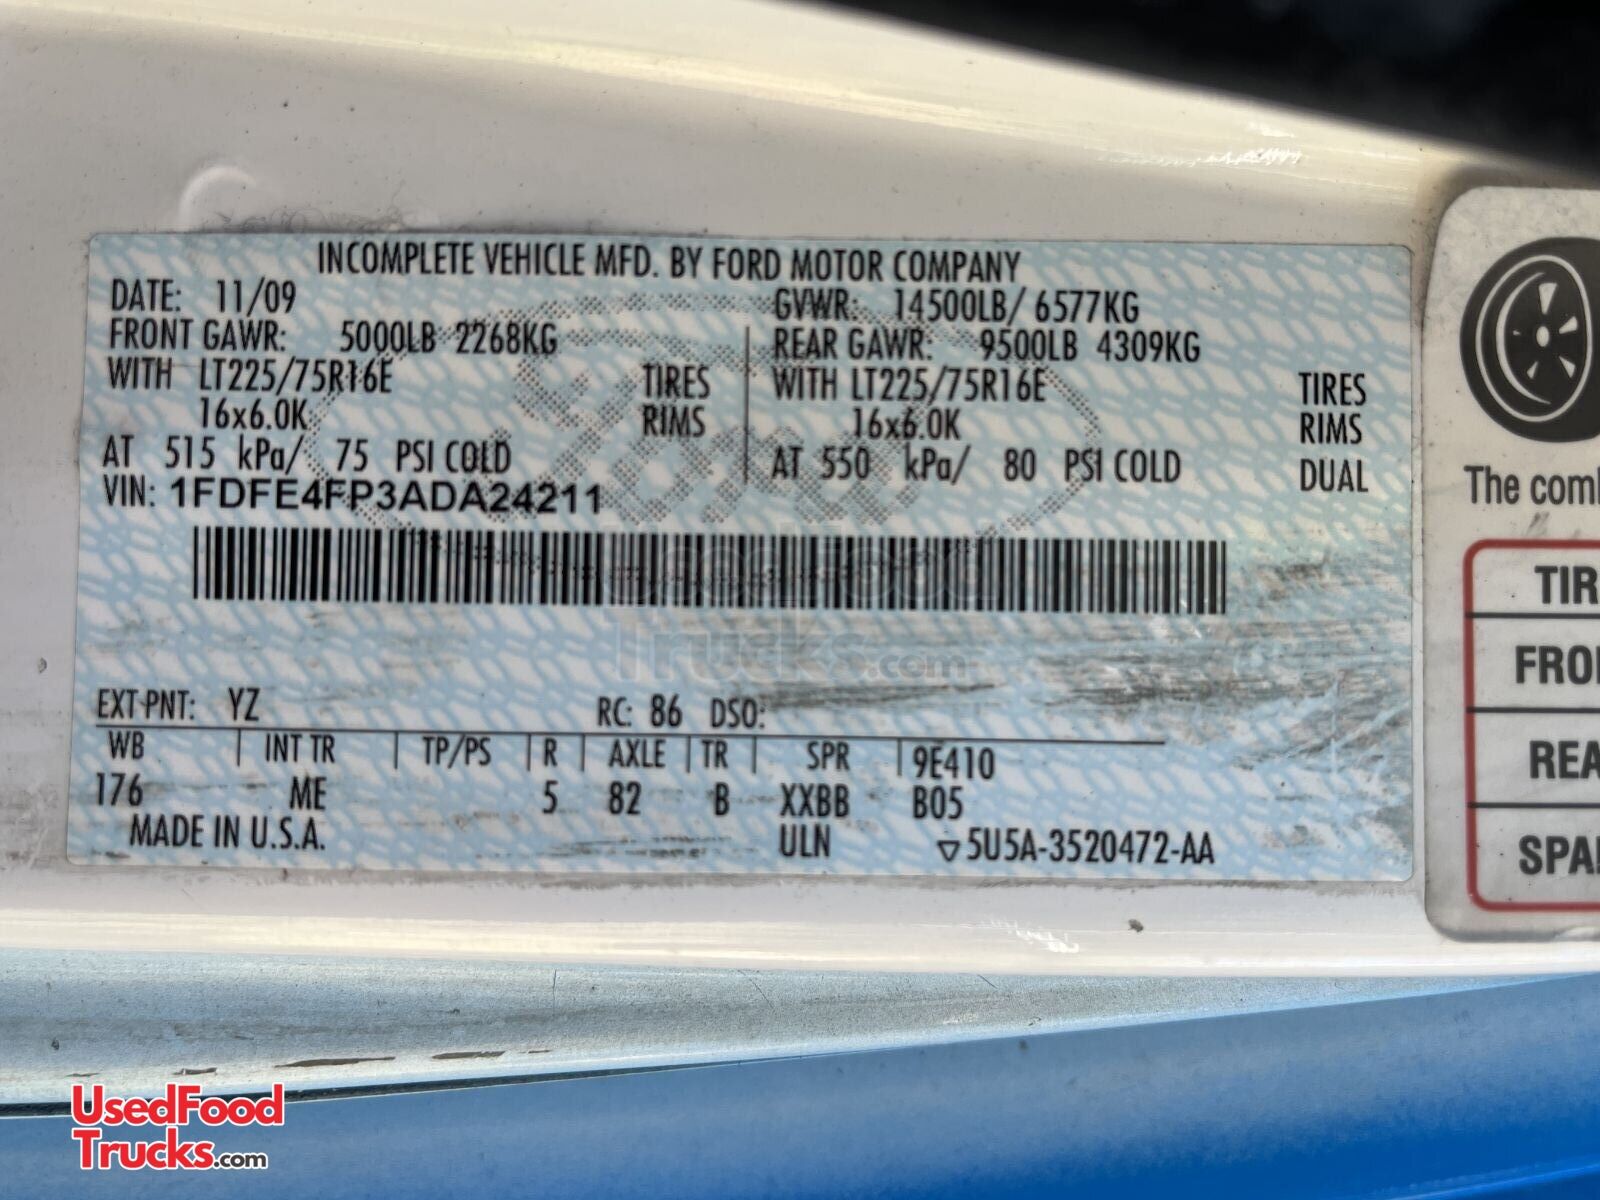 INCOMPLETE VEHICLE MFD. BY FORD MOTOR COMPANY
DATE: 11/09 GVWR: 14500LB/ 6577KG
FRONT GAWR: 5000LB 2268KG REAR GAWR: 9500LB 4309KG
WITH LT225/75R16E TIRES WITH LT225/75R16E TIRES
16x6.0K RIMS 16x6.0K RIMS
AT 515 kPa/ 75 PSI COLD AT 550 kPa/ 80 PSI COLD DUAL
VIN: 1FDFE4FP3ADA24211
UsedFood
Trucks.com
EXT PNT: YZ RC: 86 DSO:
WB INT TR TP/PS R AXLE TR SPR 9E410
176 ME 5 82 B XXBB B05
MADE IN U.S.A. ULN ▽5U5A-3520472-AA
The comb
TIR
FRO
REA
SPA
UsedFood
Trucks.com